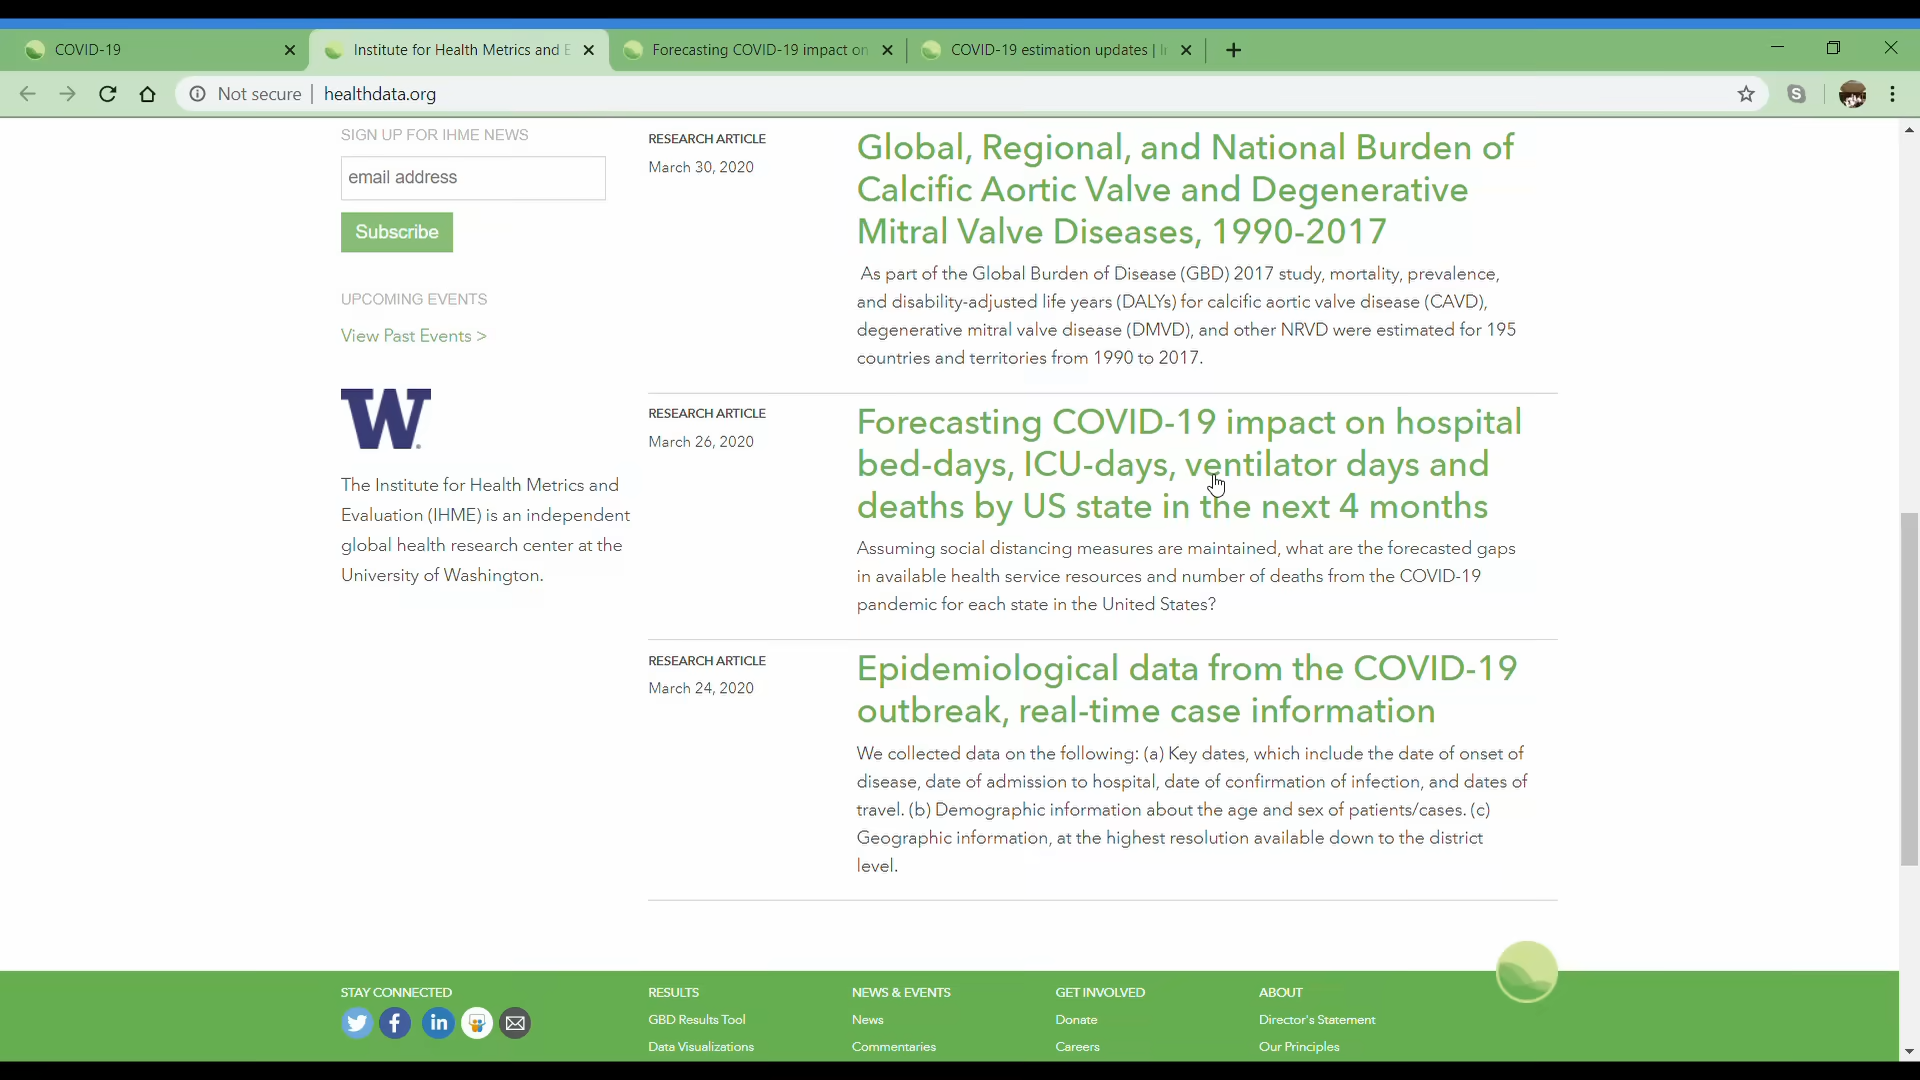 COVID-19
Institute for Health Metrics and E
Forecasting COVID-19 impact on
COVID-19 estimation updates | I
Not secure | healthdata.org
SIGN UP FOR IHME NEWS
email address
Subscribe
UPCOMING EVENTS
View Past Events >
W
The Institute for Health Metrics and
Evaluation (IHME) is an independent
global health research center at the
University of Washington.
RESEARCH ARTICLE
March 30, 2020
Global, Regional, and National Burden of
Calcific Aortic Valve and Degenerative
Mitral Valve Diseases, 1990-2017
As part of the Global Burden of Disease (GBD) 2017 study, mortality, prevalence,
and disability-adjusted life years (DALYs) for calcific aortic valve disease (CAVD),
degenerative mitral valve disease (DMVD), and other NRVD were estimated for 195
countries and territories from 1990 to 2017.
RESEARCH ARTICLE
March 26, 2020
Forecasting COVID-19 impact on hospital
bed-days, ICU-days, ventilator days and
deaths by US state in the next 4 months
Assuming social distancing measures are maintained, what are the forecasted gaps
in available health service resources and number of deaths from the COVID-19
pandemic for each state in the United States?
RESEARCH ARTICLE
March 24, 2020
Epidemiological data from the COVID-19
outbreak, real-time case information
We collected data on the following: (a) Key dates, which include the date of onset of
disease, date of admission to hospital, date of confirmation of infection, and dates of
travel. (b) Demographic information about the age and sex of patients/cases. (c)
Geographic information, at the highest resolution available down to the district
level.
STAY CONNECTED
RESULTS
GBD Results Tool
Data Visualizations
NEWS & EVENTS
News
Commentaries
GET INVOLVED
Donate
Careers
ABOUT
Director's Statement
Our Principles